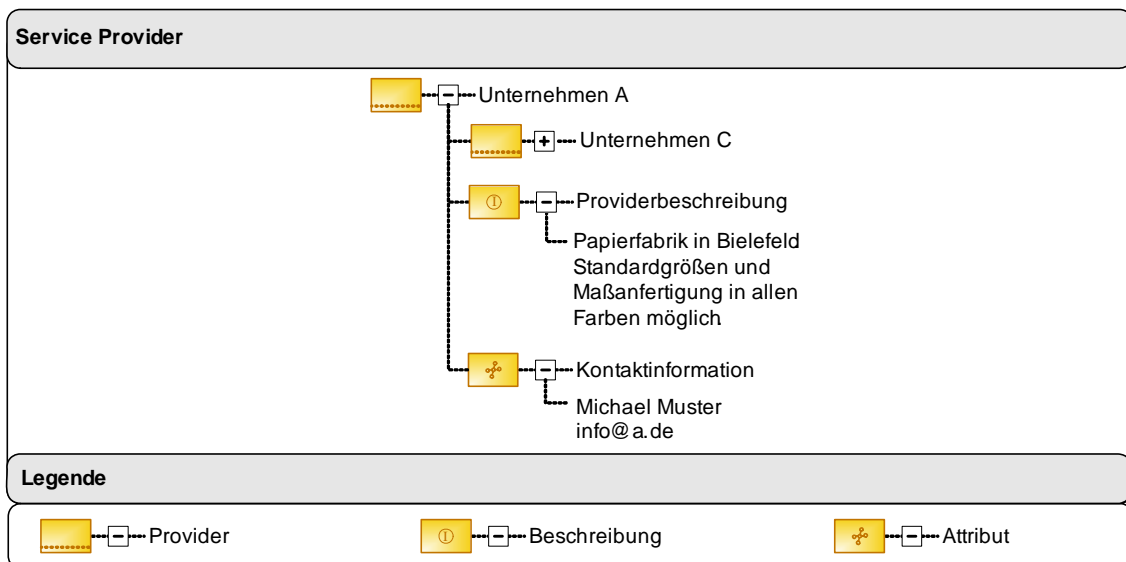 Service Provider
Unternehmen A
Unternehmen C
Providerbeschreibung
Papierfabrik in Bielefeld
Standardgrößen und
Maßanfertigung in allen
Farben möglich.
Kontaktinformation
Michael Muster
info@a.de
Legende
Provider
Beschreibung
Attribut